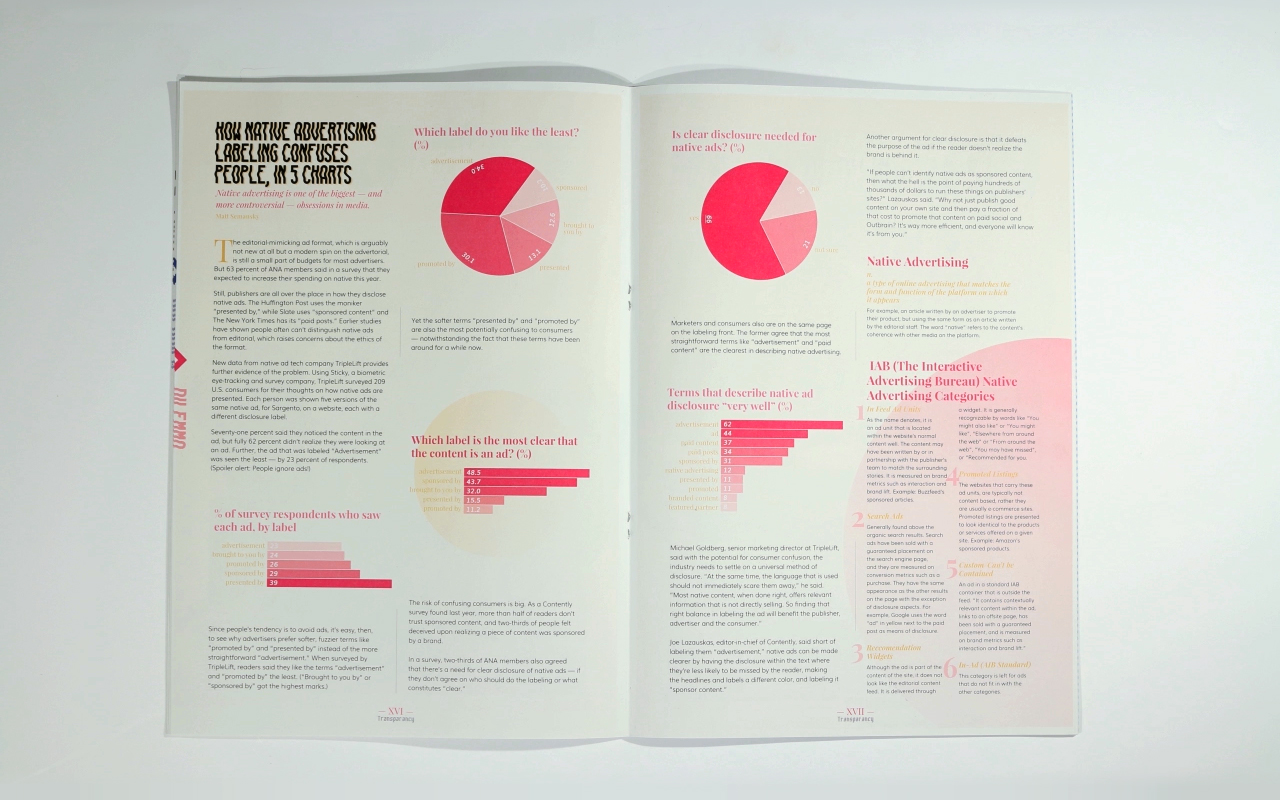 HOW NATIVE ADVERTISING
LABELING CONFUSES
PEOPLE, IN 5 CHARTS
Native advertising is one of the biggest — and
more controversial — obsessions in media.
The editorial-mimicking ad format, which is arguably
not new at all but a modern spin on the advertorial,
is still a small part of budgets for most advertisers.
But 63 percent of ANA members said in a survey that they
expected to increase their spending on native this year.
Still, publishers are all over the place in how they disclose
native ads. The Huffington Post uses the moniker
"presented by," while Slate uses "sponsored content" and
The New York Times has its "paid posts." Earlier studies
have shown people often can't distinguish native ads
from editorial, which raises concerns about the ethics of
the format.
New data from native ad tech company TripleLift provides
further evidence of the problem. Using Sticky, a biometric
eye-tracking and survey company, TripleLift surveyed 209
U.S. consumers for their thoughts on how native ads are
presented. Each person was shown five versions of the
same native ad, for Sargento, on a website, each with a
different disclosure label.
Seventy-one percent said they noticed the content in the
ad, but fully 62 percent didn't realize they were looking at
an ad. Further, the ad that was labeled "Advertisement"
was seen the least — by 23 percent of respondents.
(Spoiler alert: People ignore ads!)
% of survey respondents who saw
each ad, by label
advertisement
brought to you by 24
promoted by 26
sponsored by 29
presented by 39
Since people's tendency is to avoid ads, it's easy, then,
to see why advertisers prefer softer, fuzzier terms like
"promoted by" and "presented by" instead of the more
straightforward "advertisement." When surveyed by
TripleLift, readers said they like the terms "advertisement"
and "promoted by" the least. ("Brought to you by" or
"sponsored by" got the highest marks.)
Which label do you like the least?
(%)
advertisement
34.0
sponsored
12.6
brought to
you by
13.1
presented
30.1
promoted by
Yet the softer terms "presented by" and "promoted by"
are also the most potentially confusing to consumers
— notwithstanding the fact that these terms have been
around for a while now.
Which label is the most clear that
the content is an ad? (%)
advertisement 48.5
sponsored by 43.7
brought to you by 32.0
presented by 15.5
promoted by 11.2
The risk of confusing consumers is big. As a Contently
survey found last year, more than half of readers don't
trust sponsored content, and two-thirds of people felt
deceived upon realizing a piece of content was sponsored
by a brand.
In a survey, two-thirds of ANA members also agreed
that there's a need for clear disclosure of native ads — if
they don't agree on who should do the labeling or what
constitutes "clear."
— XVI —
Transparancy
Is clear disclosure needed for
native ads? (%)
66
21
not sure
Marketers and consumers also are on the same page
on the labeling front. The former agree that the most
straightforward terms like "advertisement" and "paid
content" are the clearest in describing native advertising.
Terms that describe native ad
disclosure "very well" (%)
advertisement 62
ad 44
paid content 37
paid posts 34
sponsored by 31
native advertising 12
presented by 11
promoted 11
branded content
featured partner
Michael Goldberg, senior marketing director at TripleLift,
said with the potential for consumer confusion, the
industry needs to settle on a universal method of
disclosure. "At the same time, the language that is used
should not immediately scare them away," he said.
"Most native content, when done right, offers relevant
information that is not directly selling. So finding that
right balance in labeling the ad will benefit the publisher,
advertiser and the consumer."
Joe Lazauskas, editor-in-chief of Contently, said short of
labeling them "advertisement," native ads can be made
clearer by having the disclosure within the text where
they're less likely to be missed by the reader, making
the headlines and labels a different color, and labeling it
"sponsor content."
Another argument for clear disclosure is that it defeats
the purpose of the ad if the reader doesn't realize the
brand is behind it.
"If people can't identify native ads as sponsored content,
then what the hell is the point of paying hundreds of
thousands of dollars to run these things on publishers'
sites?" Lazauskas said. "Why not just publish good
content on your own site and then pay a fraction of
that cost to promote that content on paid social and
Outbrain? It's way more efficient, and everyone will know
it's from you."
Native Advertising
n.
a type of online advertising that matches the
form and function of the platform on which
it appears.
For example, an article written by an advertiser to promote
their product, but using the same form as an article written
by the editorial staff. The word "native" refers to the content's
coherence with other media on the platform.
IAB (The Interactive
Advertising Bureau) Native
Advertising Categories
1 In Feed Ad Units
As the name denotes, it is
an ad unit that is located
within the website's normal
content well. The content may
have been written by or in
partnership with the publisher's
team to match the surrounding
stories. It is measured on brand
metrics such as interaction and
brand lift. Example: Buzzfeed's
sponsored articles.
2 Search Ads
Generally found above the
organic search results. Search
ads have been sold with a
guaranteed placement on
the search engine page,
and they are measured on
conversion metrics such as a
purchase. They have the same
appearance as the other results
on the page with the exception
of disclosure aspects. For
example, Google uses the word
"ad" in yellow next to the paid
post as means of disclosure.
3 Recomendation
Widgets
Although the ad is part of the
content of the site, it does not
look like the editorial content
feed. It is delivered through
a widget. It is generally
recognizable by words like "You
might also like" or "You might
like", "Elsewhere from around
the web" or "From around the
web", "You may have missed",
or "Recommended for you.
4 Promoted Listings
The websites that carry these
ad units, are typically not
content based, rather they
are usually e-commerce sites.
Promoted listings are presented
to look identical to the products
or services offered on a given
site. Example: Amazon's
sponsored products.
5 Custom/Can't be
Contained
An ad in a standard IAB
container that is outside the
feed. "It contains contextually
relevant content within the ad,
links to an offsite page, has
been sold with a guaranteed
placement, and is measured
on brand metrics such as
interaction and brand lift."
6 In-Ad (IAB Standard)
This category is left for ads
that do not fit in with the
other categories.
— XVII —
Transparancy